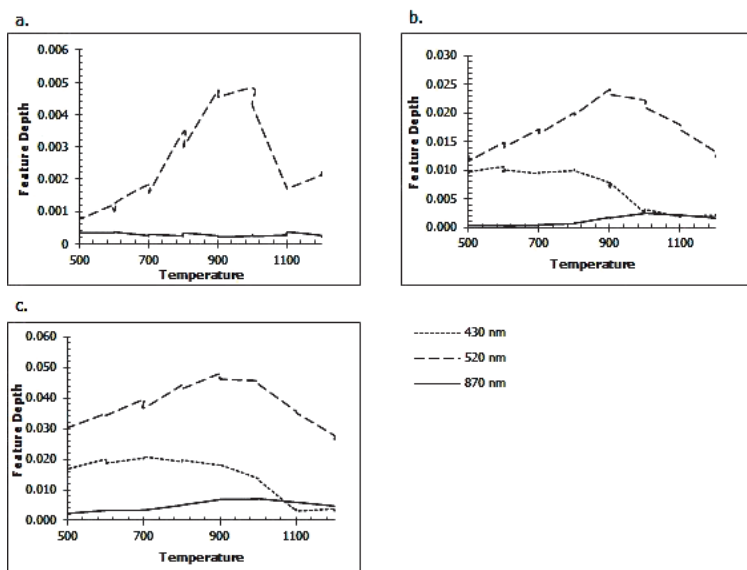 a.
0.006
0.005
0.004
0.002
0.001
0
Feature Depth
500 700 900 1100
Temperature
b.
0.030
0.025
0.020
0.015
0.010
0.005
0.000
Feature Depth
500 700 900 1100
Temperature
c.
0.060
0.050
0.040
0.030
0.020
0.010
0.000
Feature Depth
500 700 900 1100
Temperature
430 nm
520 nm
870 nm